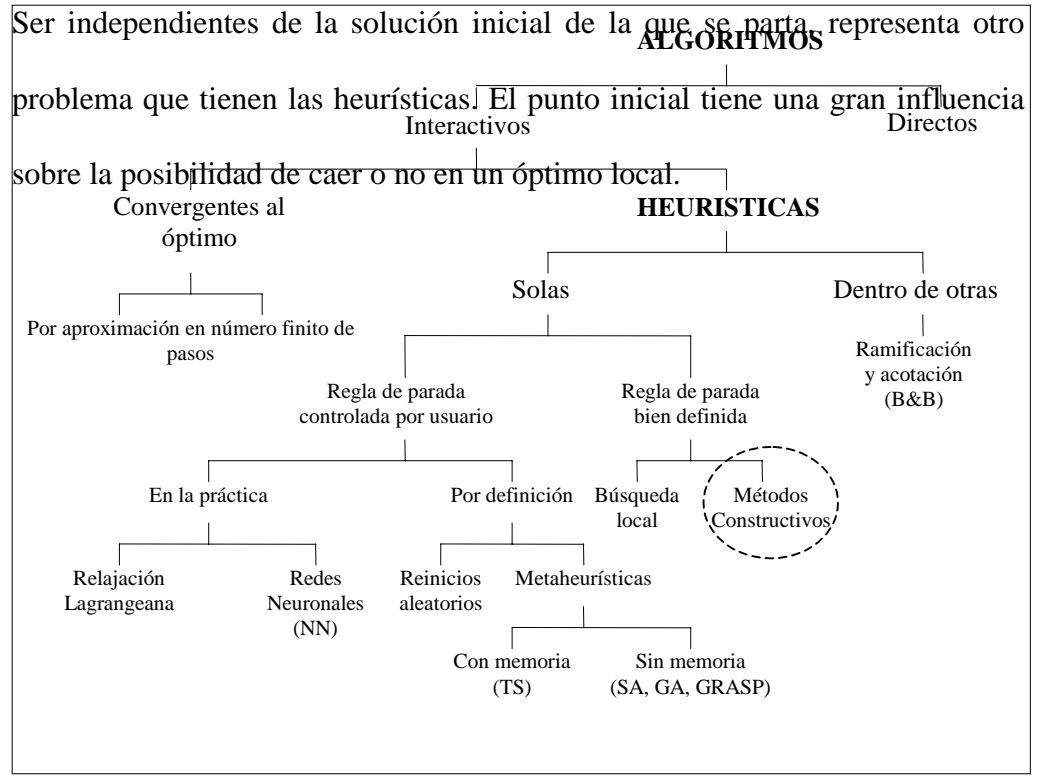 Ser independientes de la solución inicial de la que se parta, representa otro
ALGORITMOS
problema que tienen las heurísticas. El punto inicial tiene una gran influencia
Interactivos
Directos
sobre la posibilidad de caer o no en un óptimo local.
Convergentes al
óptimo
HEURISTICAS
Solas
Dentro de otras
Por aproximación en número finito de
pasos
Ramificación
y acotación
(B&B)
Regla de parada
controlada por usuario
Regla de parada
bien definida
En la práctica
Por definición
Búsqueda
local
Métodos
Constructivos
Relajación
Lagrangeana
Redes
Neuronales
(NN)
Reinicios
aleatorios
Metaheurísticas
Con memoria
(TS)
Sin memoria
(SA, GA, GRASP)